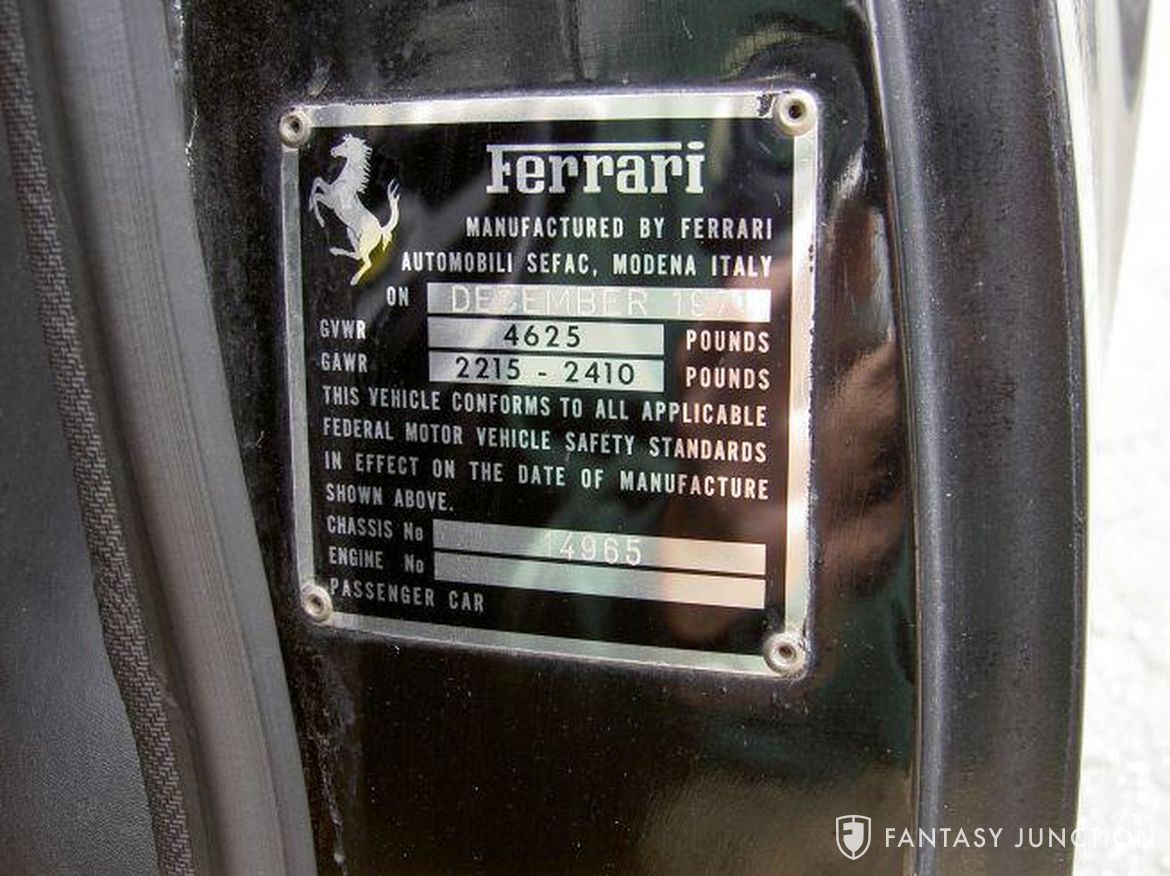 Ferrari
MANUFACTURED BY FERRARI
AUTOMOBILI SEFAC, MODENA ITALY
ON DECEMBER
GVWR 4625 POUNDS
GAWR 2215 - 2410 POUNDS
THIS VEHICLE CONFORMS TO ALL APPLICABLE
FEDERAL MOTOR VEHICLE SAFETY STANDARDS
IN EFFECT ON THE DATE OF MANUFACTURE
SHOWN ABOVE.
CHASSIS No 14965
ENGINE No
PASSENGER CAR
FANTASY JUNCTION